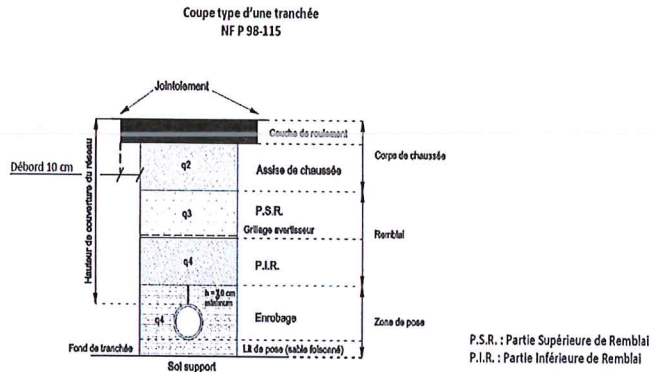 Coupe type d'une tranchée
NF P 98-115
Jointoiement
Couche de roulement
Corps de chaussée
Débord 10 cm
Hauteur de couverture du réseau
q2
Assise de chaussée
q3
P.S.R.
Grillage avertisseur
Remblai
q4
P.I.R.
h = 10 cm
minimum
q4
Enrobage
Zone de pose
Fond de tranchée
Lit de pose (sable foisonné)
Sol support
P.S.R. : Partie Supérieure de Remblai
P.I.R. : Partie Inférieure de Remblai